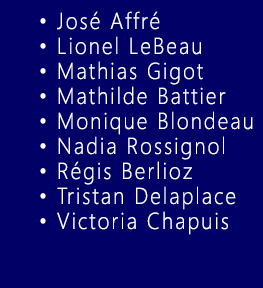 • José Affré
• Lionel LeBeau
• Mathias Gigot
• Mathilde Battier
• Monique Blondeau
• Nadia Rossignol
• Régis Berlioz
• Tristan Delaplace
• Victoria Chapuis